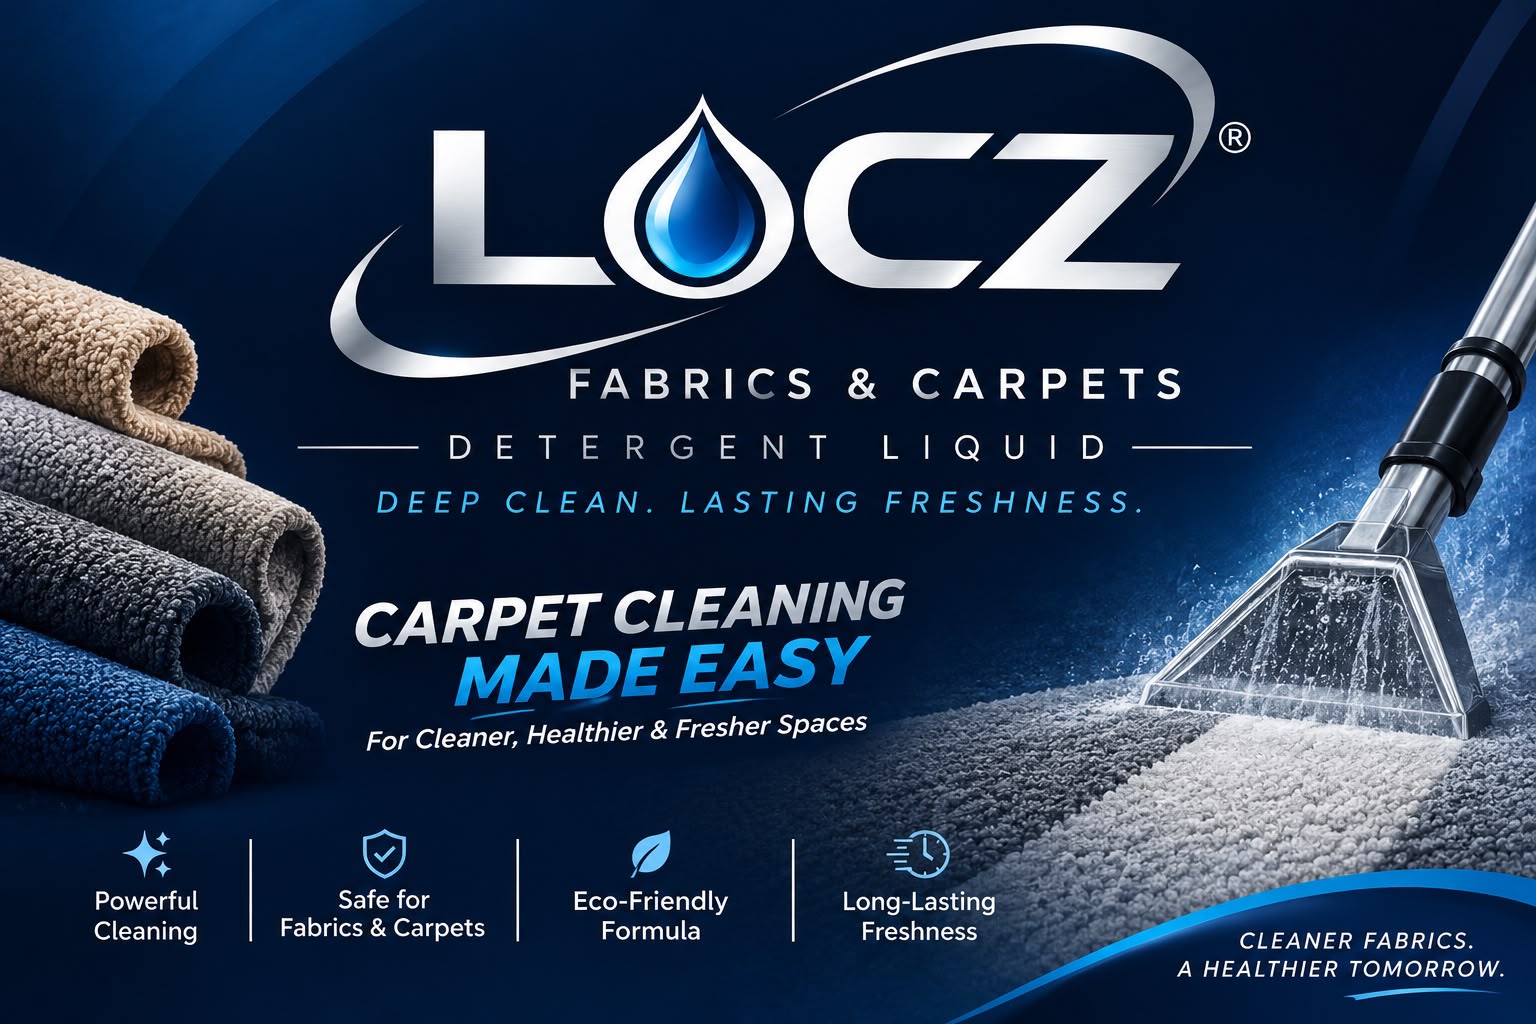 LOCZ®
FABRICS & CARPETS
DETERGENT LIQUID
DEEP CLEAN. LASTING FRESHNESS.
CARPET CLEANING
MADE EASY
For Cleaner, Healthier & Fresher Spaces
Powerful
Cleaning
Safe for
Fabrics & Carpets
Eco-Friendly
Formula
Long-Lasting
Freshness
CLEANER FABRICS.
A HEALTHIER TOMORROW.